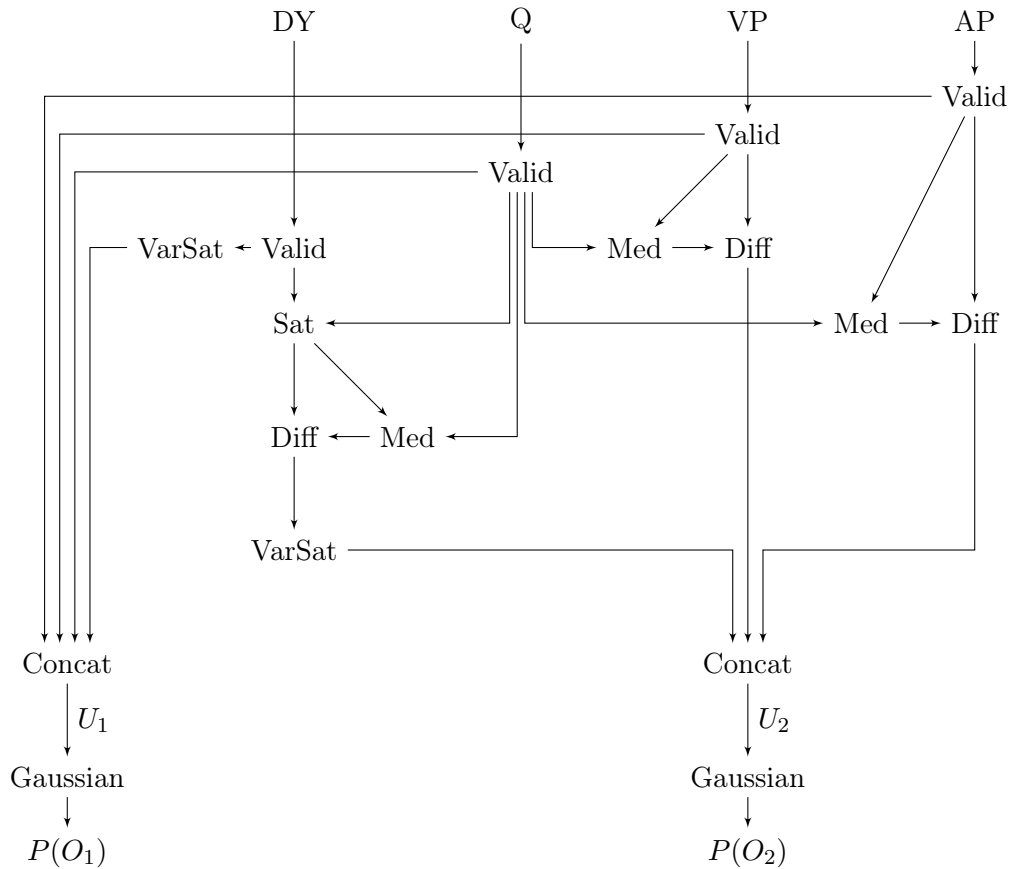 DY Q VP AP
Valid
Valid
Valid
VarSat Valid Med Diff
Sat Med Diff
Diff Med
VarSat
Concat Concat
U₁ U₂
Gaussian Gaussian
P(O₁) P(O₂)